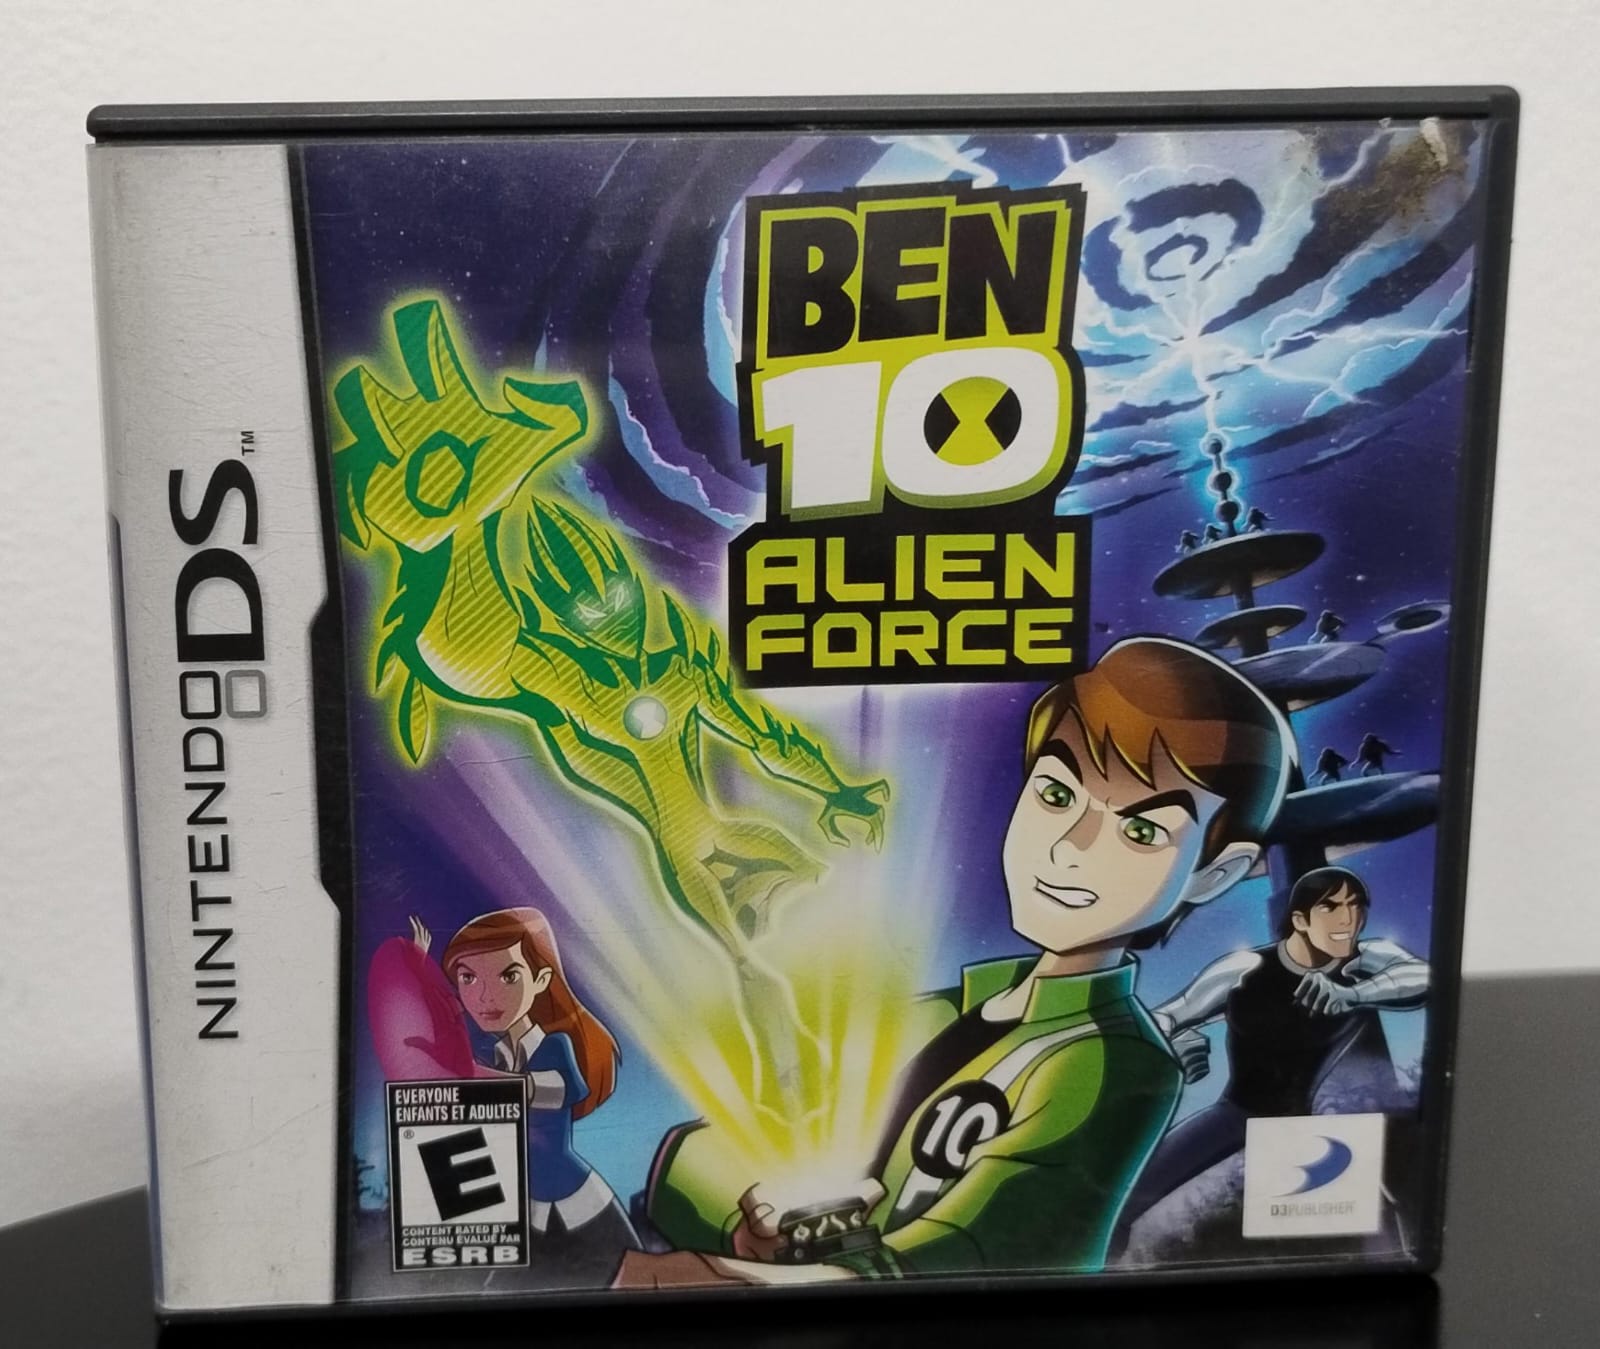 NINTENDO DS™
BEN
10
ALIEN
FORCE
10
EVERYONE
ENFANTS ET ADULTES
E
®
CONTENT RATED BY
CONTENU ÉVALUÉ PAR
ESRB
D3PUBLISHER